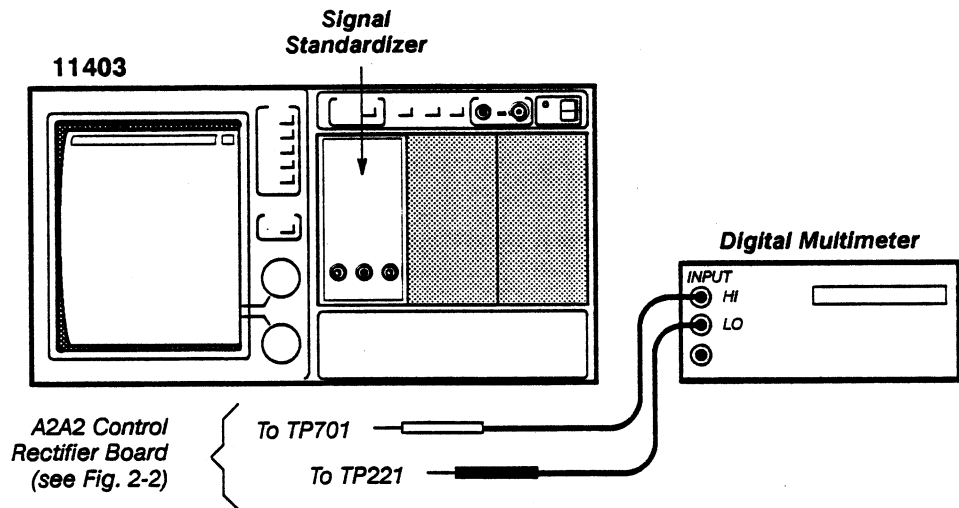 Signal
Standardizer
11403
Digital Multimeter
INPUT
HI
LO
A2A2 Control
Rectifier Board
(see Fig. 2-2)
To TP701
To TP221